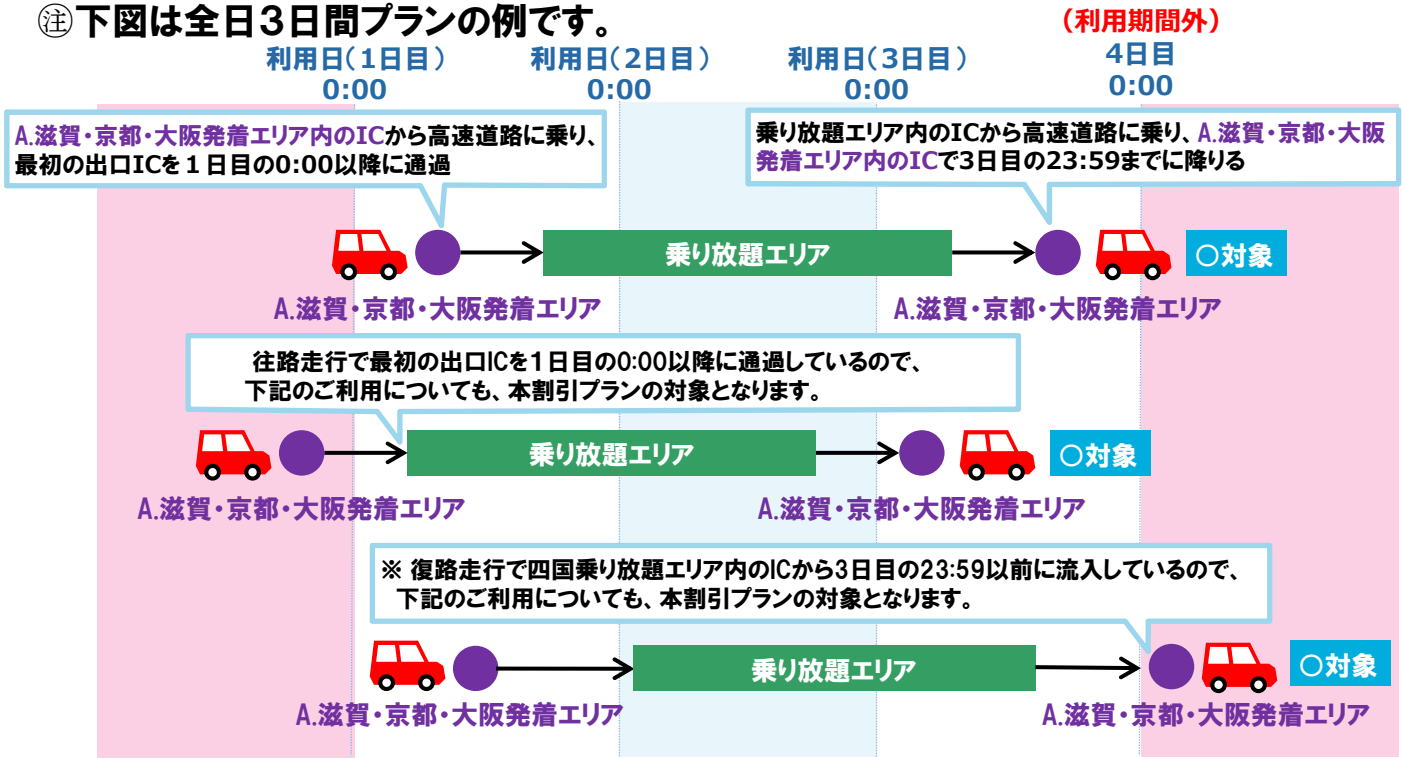 ㊟下図は全日３日間プランの例です。
（利用期間外）
利用日（１日目）
0:00
利用日（２日目）
0:00
利用日（３日目）
0:00
4日目
0:00
A.滋賀・京都・大阪発着エリア内のICから高速道路に乗り、
最初の出口ICを１日目の0:00以降に通過
乗り放題エリア内のICから高速道路に乗り、A.滋賀・京都・大阪
発着エリア内のICで3日目の23:59までに降りる
乗り放題エリア
○対象
A.滋賀・京都・大阪発着エリア
A.滋賀・京都・大阪発着エリア
往路走行で最初の出口ICを１日目の0:00以降に通過しているので、
下記のご利用についても、本割引プランの対象となります。
乗り放題エリア
○対象
A.滋賀・京都・大阪発着エリア
A.滋賀・京都・大阪発着エリア
※ 復路走行で四国乗り放題エリア内のICから3日目の23:59以前に流入しているので、
下記のご利用についても、本割引プランの対象となります。
乗り放題エリア
○対象
A.滋賀・京都・大阪発着エリア
A.滋賀・京都・大阪発着エリア